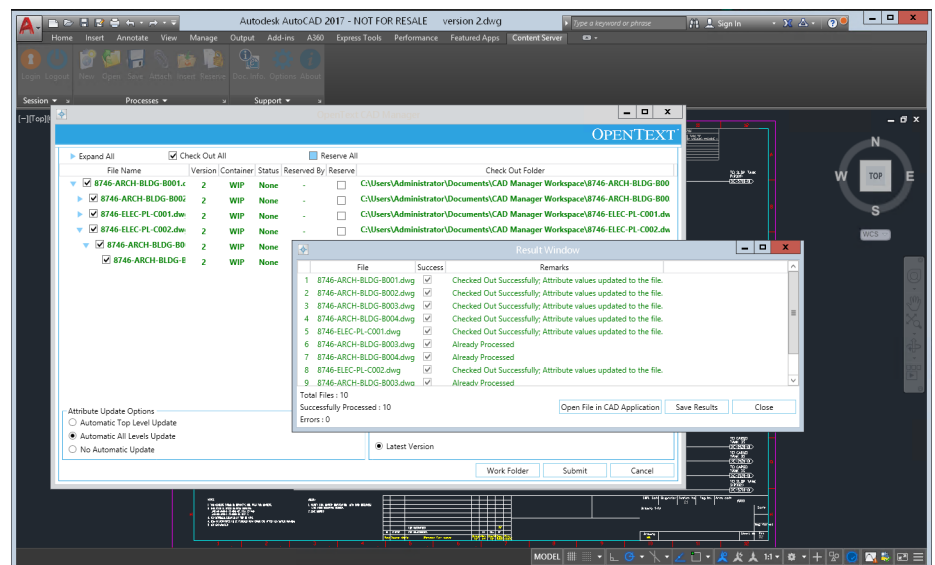 Autodesk AutoCAD 2017 - NOT FOR RESALE version 2.dwg
Type a keyword or phrase
Sign In
Home Insert Annotate View Manage Output Add-ins A360 Express Tools Performance Featured Apps Content Server
Login Logout New Open Save Attach Insert Reserve Doc. Info. Options About
Session Processes Support
[-][Top]
OPENTEXT
Expand All Check Out All Reserve All
File Name Version Container Status Reserved By Reserve Check Out Folder
8746-ARCH-BLDG-B001.c 2 WIP None - C:\Users\Administrator\Documents\CAD Manager Workspace\8746-ARCH-BLDG-B00
8746-ARCH-BLDG-B002 2 WIP None - C:\Users\Administrator\Documents\CAD Manager Workspace\8746-ARCH-BLDG-B00
8746-ELEC-PL-C001.dw 2 WIP None - C:\Users\Administrator\Documents\CAD Manager Workspace\8746-ELEC-PL-C001.dw
8746-ELEC-PL-C002.dw 2 WIP None - C:\Users\Administrator\Documents\CAD Manager Workspace\8746-ELEC-PL-C002.dw
8746-ARCH-BLDG-B0 2 WIP None
8746-ARCH-BLDG-B 2 WIP None
Result Window
File Success Remarks
1 8746-ARCH-BLDG-B001.dwg Checked Out Successfully; Attribute values updated to the file.
2 8746-ARCH-BLDG-B002.dwg Checked Out Successfully; Attribute values updated to the file.
3 8746-ARCH-BLDG-B003.dwg Checked Out Successfully; Attribute values updated to the file.
4 8746-ARCH-BLDG-B004.dwg Checked Out Successfully; Attribute values updated to the file.
5 8746-ELEC-PL-C001.dwg Checked Out Successfully; Attribute values updated to the file.
6 8746-ARCH-BLDG-B003.dwg Already Processed
7 8746-ARCH-BLDG-B004.dwg Already Processed
8 8746-ELEC-PL-C002.dwg Checked Out Successfully; Attribute values updated to the file.
9 8746-ARCH-BLDG-B003.dwg Already Processed
Total Files : 10
Successfully Processed : 10
Errors : 0
Open File in CAD Application Save Results Close
Attribute Update Options
Automatic Top Level Update
Automatic All Levels Update
No Automatic Update
Latest Version
Work Folder Submit Cancel
N
W TOP E
S
WCS
MODEL 1:1